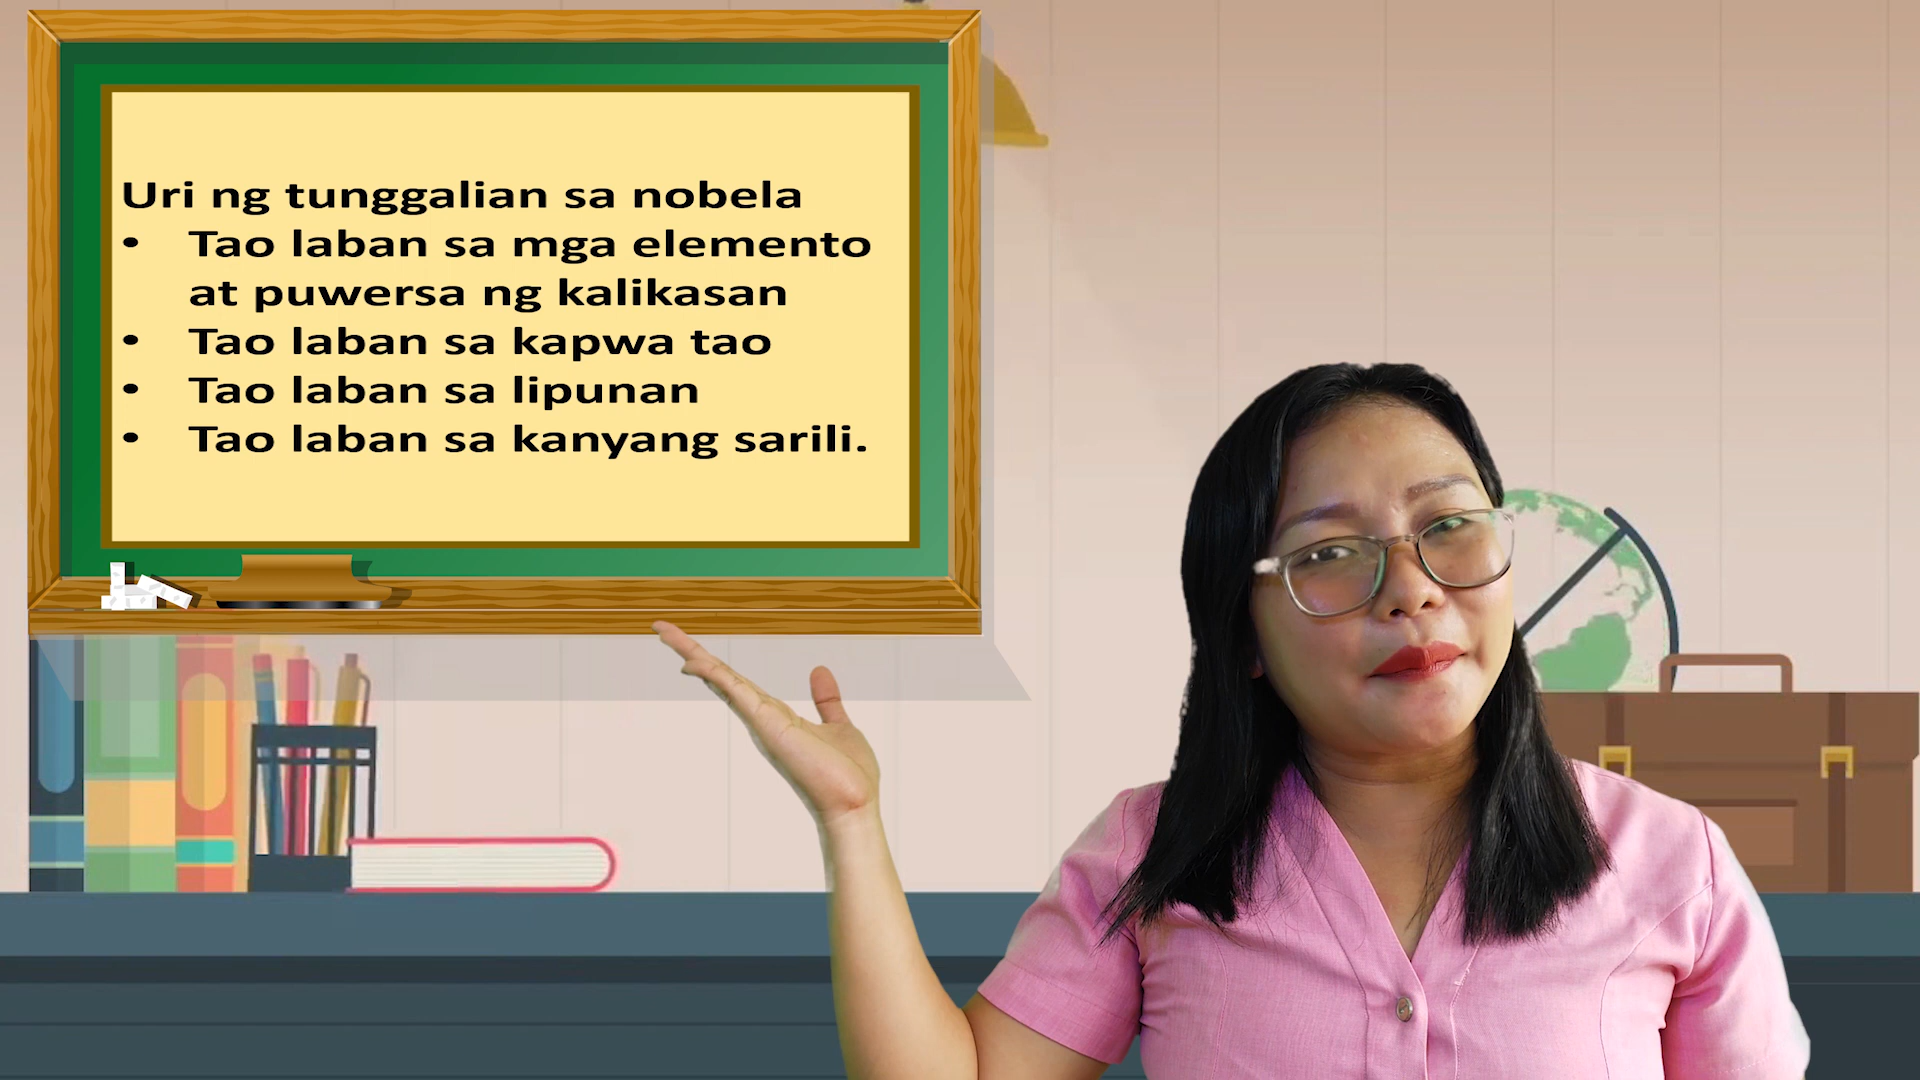 Uri ng tunggalian sa nobela
• Tao laban sa mga elemento
at puwersa ng kalikasan
• Tao laban sa kapwa tao
• Tao laban sa lipunan
• Tao laban sa kanyang sarili.